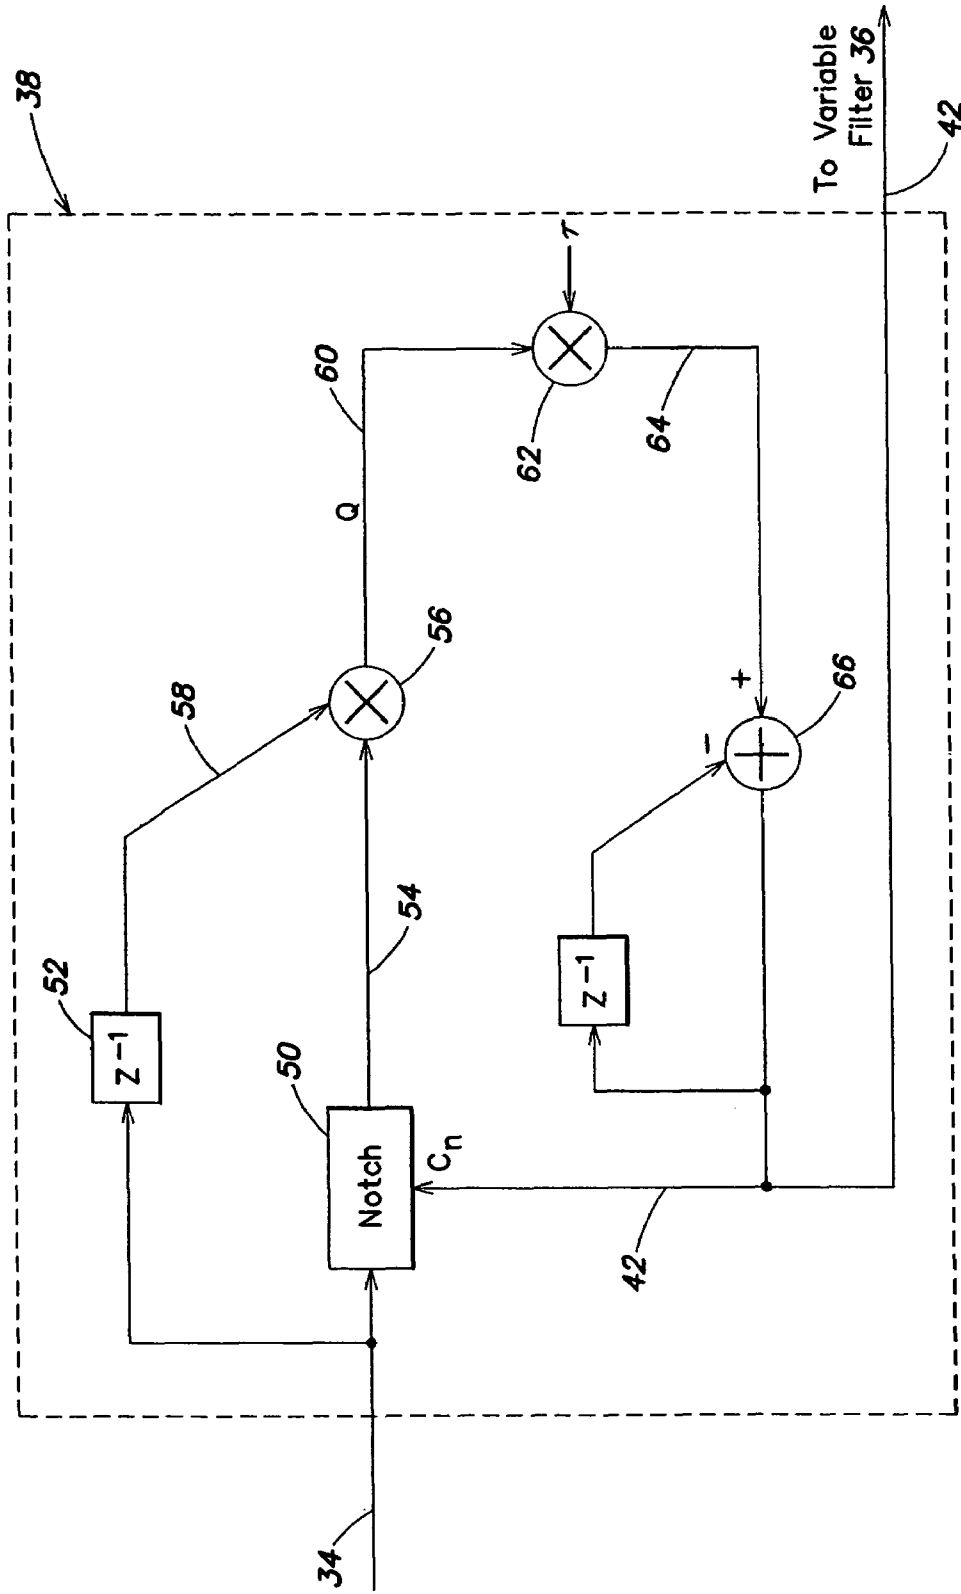 38
52
Z⁻¹
58
60
Q
34
50
Notch
Cₙ
54
56
62
τ
64
42
Z⁻¹
−
+
66
To Variable
Filter 36
42